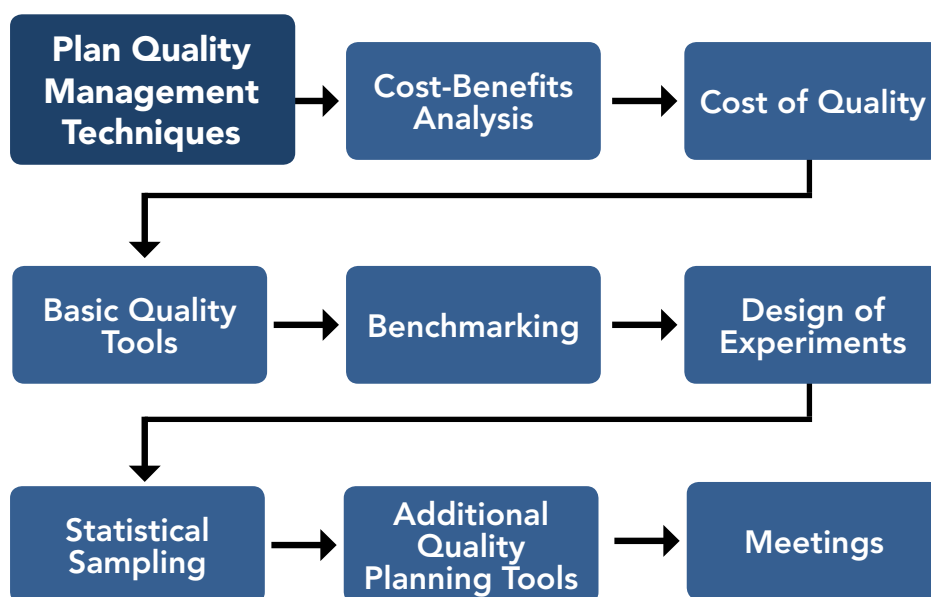 Plan Quality
Management
Techniques
Cost-Benefits
Analysis
Cost of Quality
Basic Quality
Tools
Benchmarking
Design of
Experiments
Statistical
Sampling
Additional
Quality
Planning Tools
Meetings